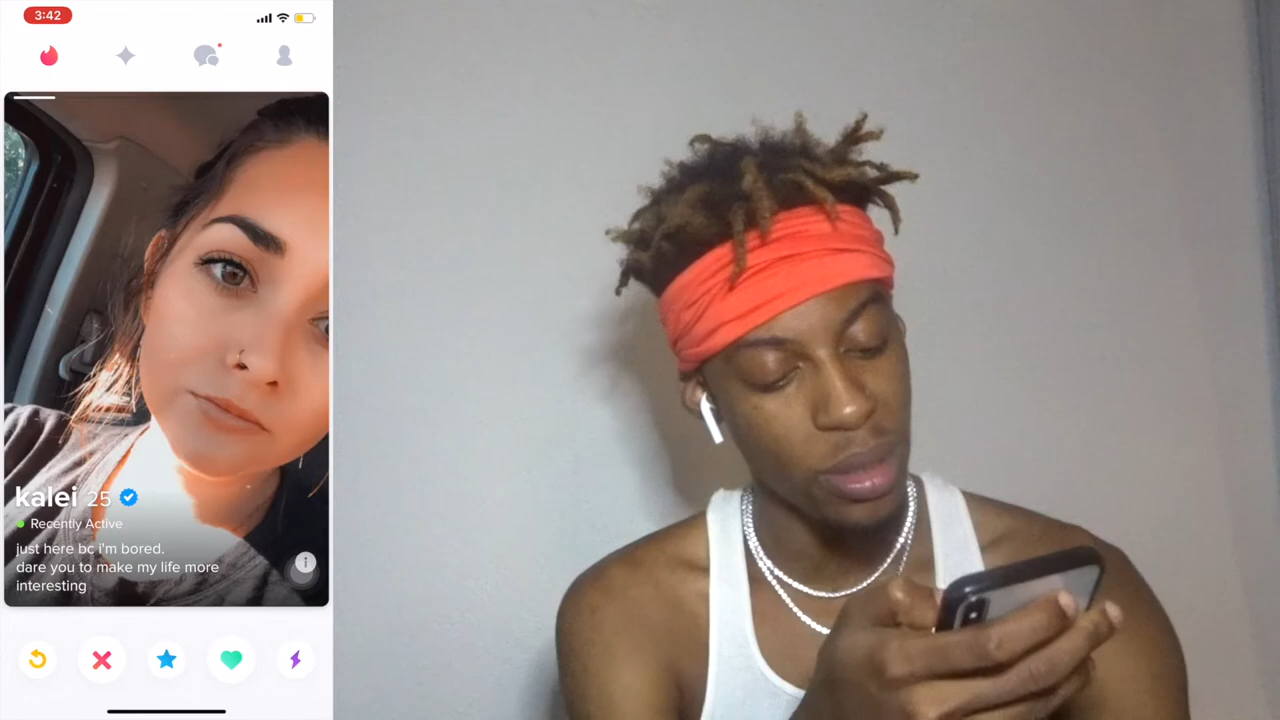 3:42
kalei 25
Recently Active
just here bc i'm bored.
dare you to make my life more
interesting